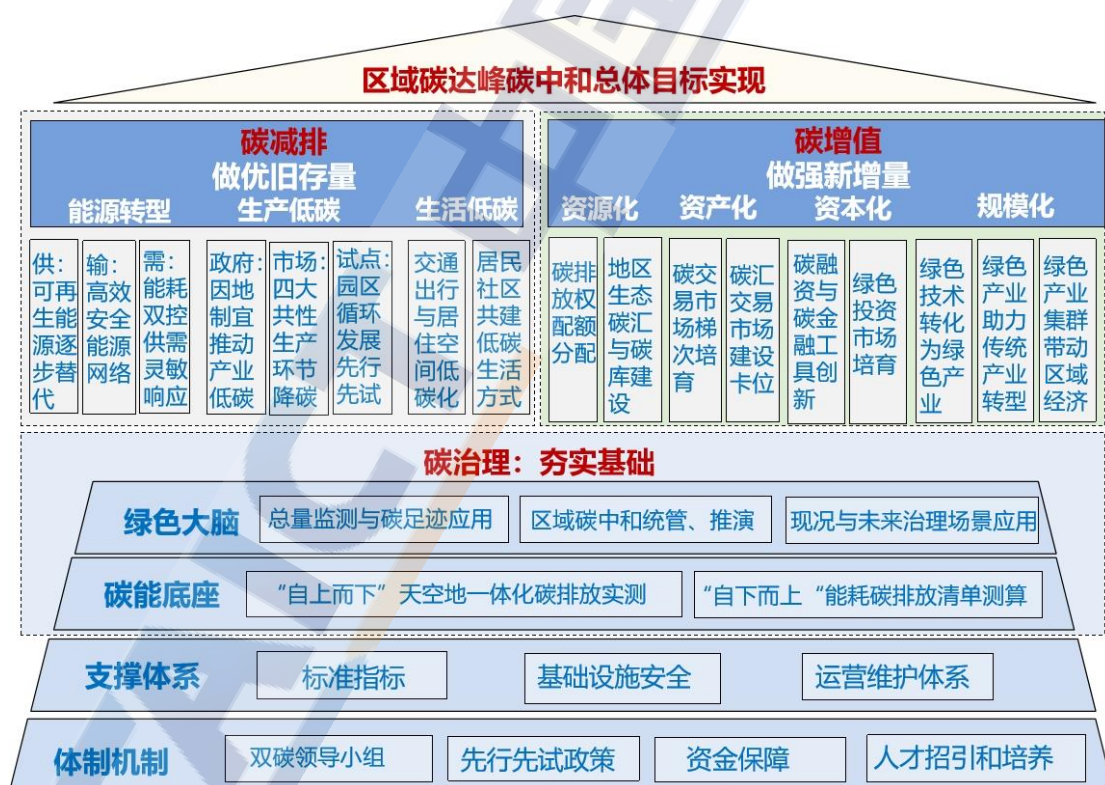 区域碳达峰碳中和总体目标实现
碳减排
做优旧存量
能源转型
生产低碳
生活低碳
供：
可再
生能
源逐
步替
代
输：
高效
安全
能源
网络
需：
能耗
双控
供需
灵敏
响应
政府：
因地
制宜
推动
产业
低碳
市场：
四大
共性
生产
环节
降碳
试点：
园区
循环
发展
先行
先试
交通
出行
与居
住空
间低
碳化
居民
社区
共建
低碳
生活
方式
碳增值
做强新增量
资源化
资产化
资本化
规模化
碳排
放权
配额
分配
地区
生态
碳汇
与碳
库建
设
碳交
易市
场梯
次培
育
碳汇
交易
市场
建设
卡位
碳融
资与
碳金
融工
具创
新
绿色
投资
市场
培育
绿色
技术
转化
为绿
色产
业
绿色
产业
助力
传统
产业
转型
绿色
产业
集群
带动
区域
经济
碳治理：夯实基础
绿色大脑
总量监测与碳足迹应用
区域碳中和统管、推演
现况与未来治理场景应用
碳能底座
“自上而下”天空地一体化碳排放实测
“自下而上“能耗碳排放清单测算
支撑体系
标准指标
基础设施安全
运营维护体系
体制机制
双碳领导小组
先行先试政策
资金保障
人才招引和培养